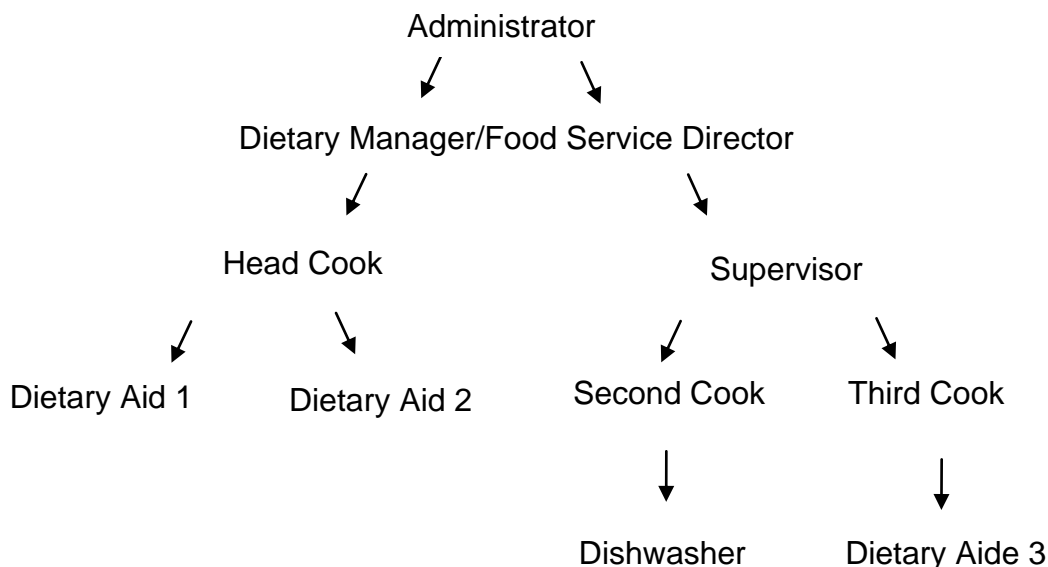 Administrator
Dietary Manager/Food Service Director
Head Cook
Supervisor
Dietary Aid 1
Dietary Aid 2
Second Cook
Third Cook
Dishwasher
Dietary Aide 3